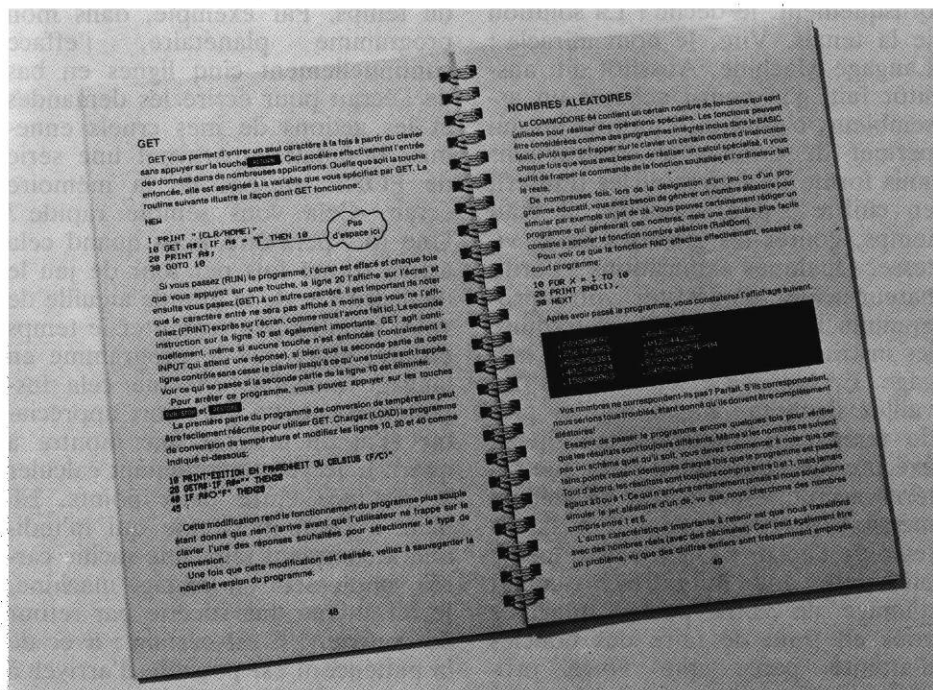 GET
GET vous permet d'entrer un seul caractère à la fois à partir du clavier
sans appuyer sur la touche RETURN. Ceci accélère effectivement l'entrée
des données dans de nombreuses applications. Quelle que soit la touche
enfoncée, elle est assignée à la variable que vous spécifiez par GET. La
routine suivante illustre la façon dont GET fonctionne:
NEW
1 PRINT "{CLR/HOME}"
10 GET A$: IF A$ = "" THEN 10
20 PRINT A$;
30 GOTO 10
Pas
d'espace ici
Si vous passez (RUN) le programme, l'écran est effacé et chaque fois
que vous appuyez sur une touche, la ligne 20 l'affiche sur l'écran et
ensuite vous passez (GET) à un autre caractère. Il est important de noter
que le caractère entré ne sera pas affiché à moins que vous ne l'affi-
chiez (PRINT) exprès sur l'écran, comme nous l'avons fait ici. La seconde
instruction sur la ligne 10 est également importante. GET agit conti-
nuellement, même si aucune touche n'est enfoncée (contrairement à
INPUT qui attend une réponse), si bien que la seconde partie de cette
ligne contrôle sans cesse le clavier jusqu'à ce qu'une touche soit frappée.
Voir ce qui se passe si la seconde partie de la ligne 10 est éliminée.
Pour arrêter ce programme, vous pouvez appuyer sur les touches
RUN/STOP et RESTORE.
La première partie du programme de conversion de température peut
être facilement réécrite pour utiliser GET. Chargez (LOAD) le programme
de conversion de température et modifiez les lignes 10, 20 et 40 comme
indiqué ci-dessous:
10 PRINT"EDITION EN FAHRENHEIT OU CELSIUS (F/C)"
20 GETA$:IF A$="" THEN20
40 IF A$<>"F" THEN20
45 :
Cette modification rend le fonctionnement du programme plus souple
étant donné que rien n'arrive avant que l'utilisateur ne frappe sur le
clavier l'une des réponses souhaitées pour sélectionner le type de
conversion.
Une fois que cette modification est réalisée, veillez à sauvegarder la
nouvelle version du programme.
48
NOMBRES ALEATOIRES
Le COMMODORE 64 contient un certain nombre de fonctions qui sont
utilisées pour réaliser des opérations spéciales. Les fonctions peuvent
être considérées comme des programmes intégrés inclus dans le BASIC.
Mais, plutôt que de frapper sur le clavier un certain nombre d'instruction
chaque fois que vous avez besoin de réaliser un calcul spécialisé, il vous
suffit de frapper la commande de la fonction souhaitée et l'ordinateur fait
le reste.
De nombreuses fois, lors de la désignation d'un jeu ou d'un pro-
gramme éducatif, vous avez besoin de générer un nombre aléatoire pour
simuler par exemple un jet de dé. Vous pouvez certainement rédiger un
programme qui générerait ces nombres, mais une manière plus facile
consiste à appeler la fonction nombre aléatoire (RaNDom).
Pour voir ce que la fonction RND effectue effectivement, essayez ce
court programme:
10 FOR X = 1 TO 10
20 PRINT RND(1),
30 NEXT
Après avoir passé le programme, vous constaterez l'affichage suivant:
Vos nombres ne correspondent-ils pas? Parfait. S'ils correspondaient,
nous serions tous troublés, étant donné qu'ils doivent être complètement
aléatoires!
Essayez de passer le programme encore quelques fois pour vérifier
que les résultats sont toujours différents. Même si les nombres ne suivent
pas un schéma quel qu'il soit, vous devez commencer à noter que cer-
tains points restent identiques chaque fois que le programme est passé.
Tout d'abord, les résultats sont toujours compris entre 0 et 1, mais jamais
égaux à 0 ou à 1. Ce qui n'arrive certainement jamais si nous souhaitons
simuler le jet aléatoire d'un dé, vu que nous cherchons des nombres
compris entre 1 et 6.
L'autre caractéristique importante à retenir est que nous travaillons
avec des nombres réels (avec des décimales). Ceci peut également être
un problème, vu que des chiffres entiers sont fréquemment employés.
49